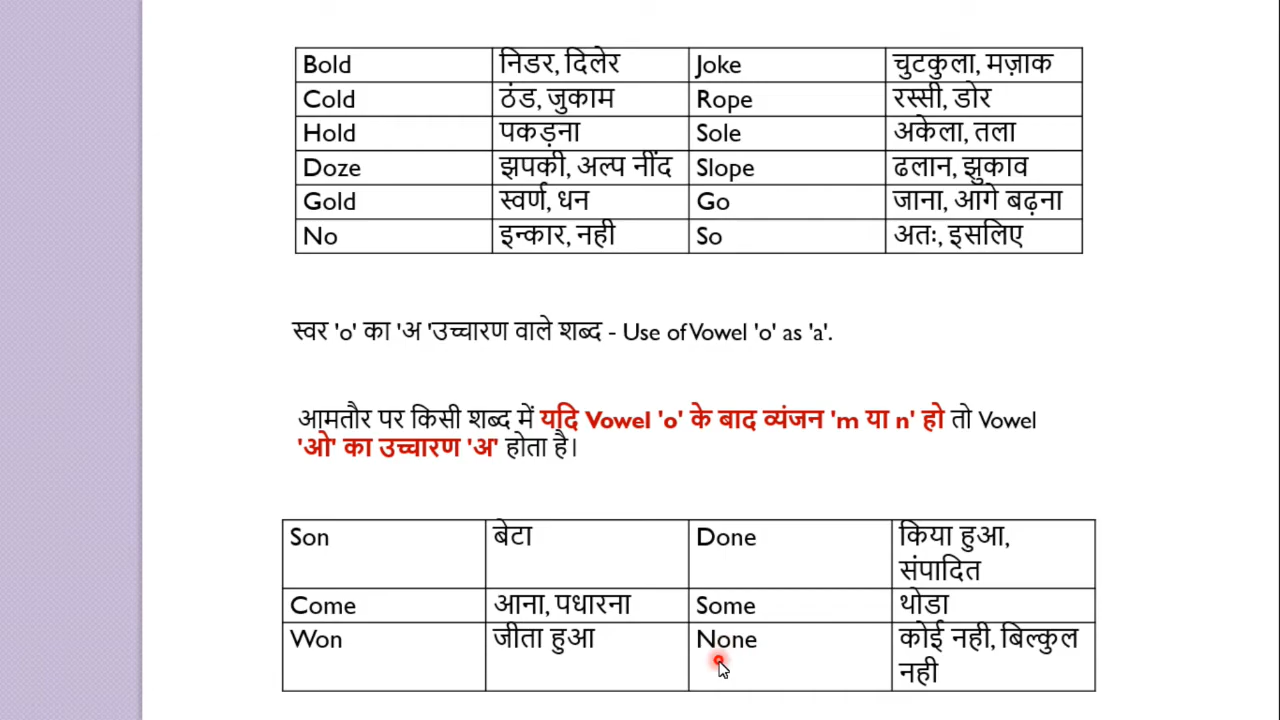 Bold निडर, दिलेर Joke चुटकुला, मज़ाक
Cold ठंड, जुकाम Rope रस्सी, डोर
Hold पकड़ना Sole अकेला, तला
Doze झपकी, अल्प नींद Slope ढलान, झुकाव
Gold स्वर्ण, धन Go जाना, आगे बढ़ना
No इन्कार, नही So अतः, इसलिए
स्वर 'o' का 'अ 'उच्चारण वाले शब्द - Use of Vowel 'o' as 'a'.
आमतौर पर किसी शब्द में यदि Vowel 'o' के बाद व्यंजन 'm या n' हो तो Vowel
'ओ' का उच्चारण 'अ' होता है।
Son बेटा Done किया हुआ,
संपादित
Come आना, पधारना Some थोडा
Won जीता हुआ None कोई नही, बिल्कुल
नही